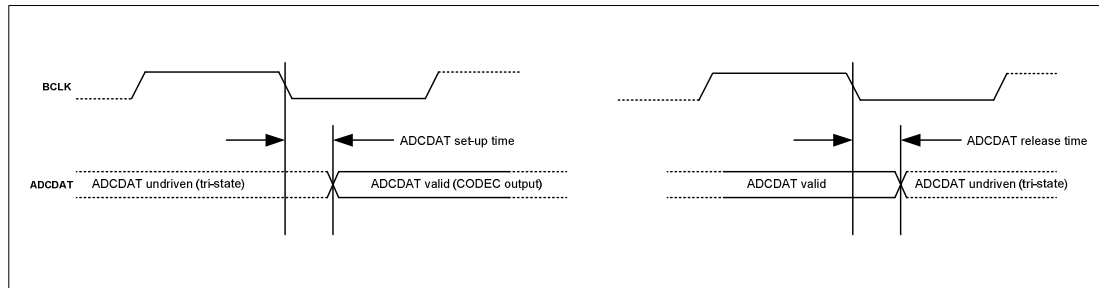 BCLK
ADCDAT set-up time
ADCDAT release time
ADCDAT
ADCDAT undriven (tri-state)
ADCDAT valid (CODEC output)
ADCDAT valid
ADCDAT undriven (tri-state)